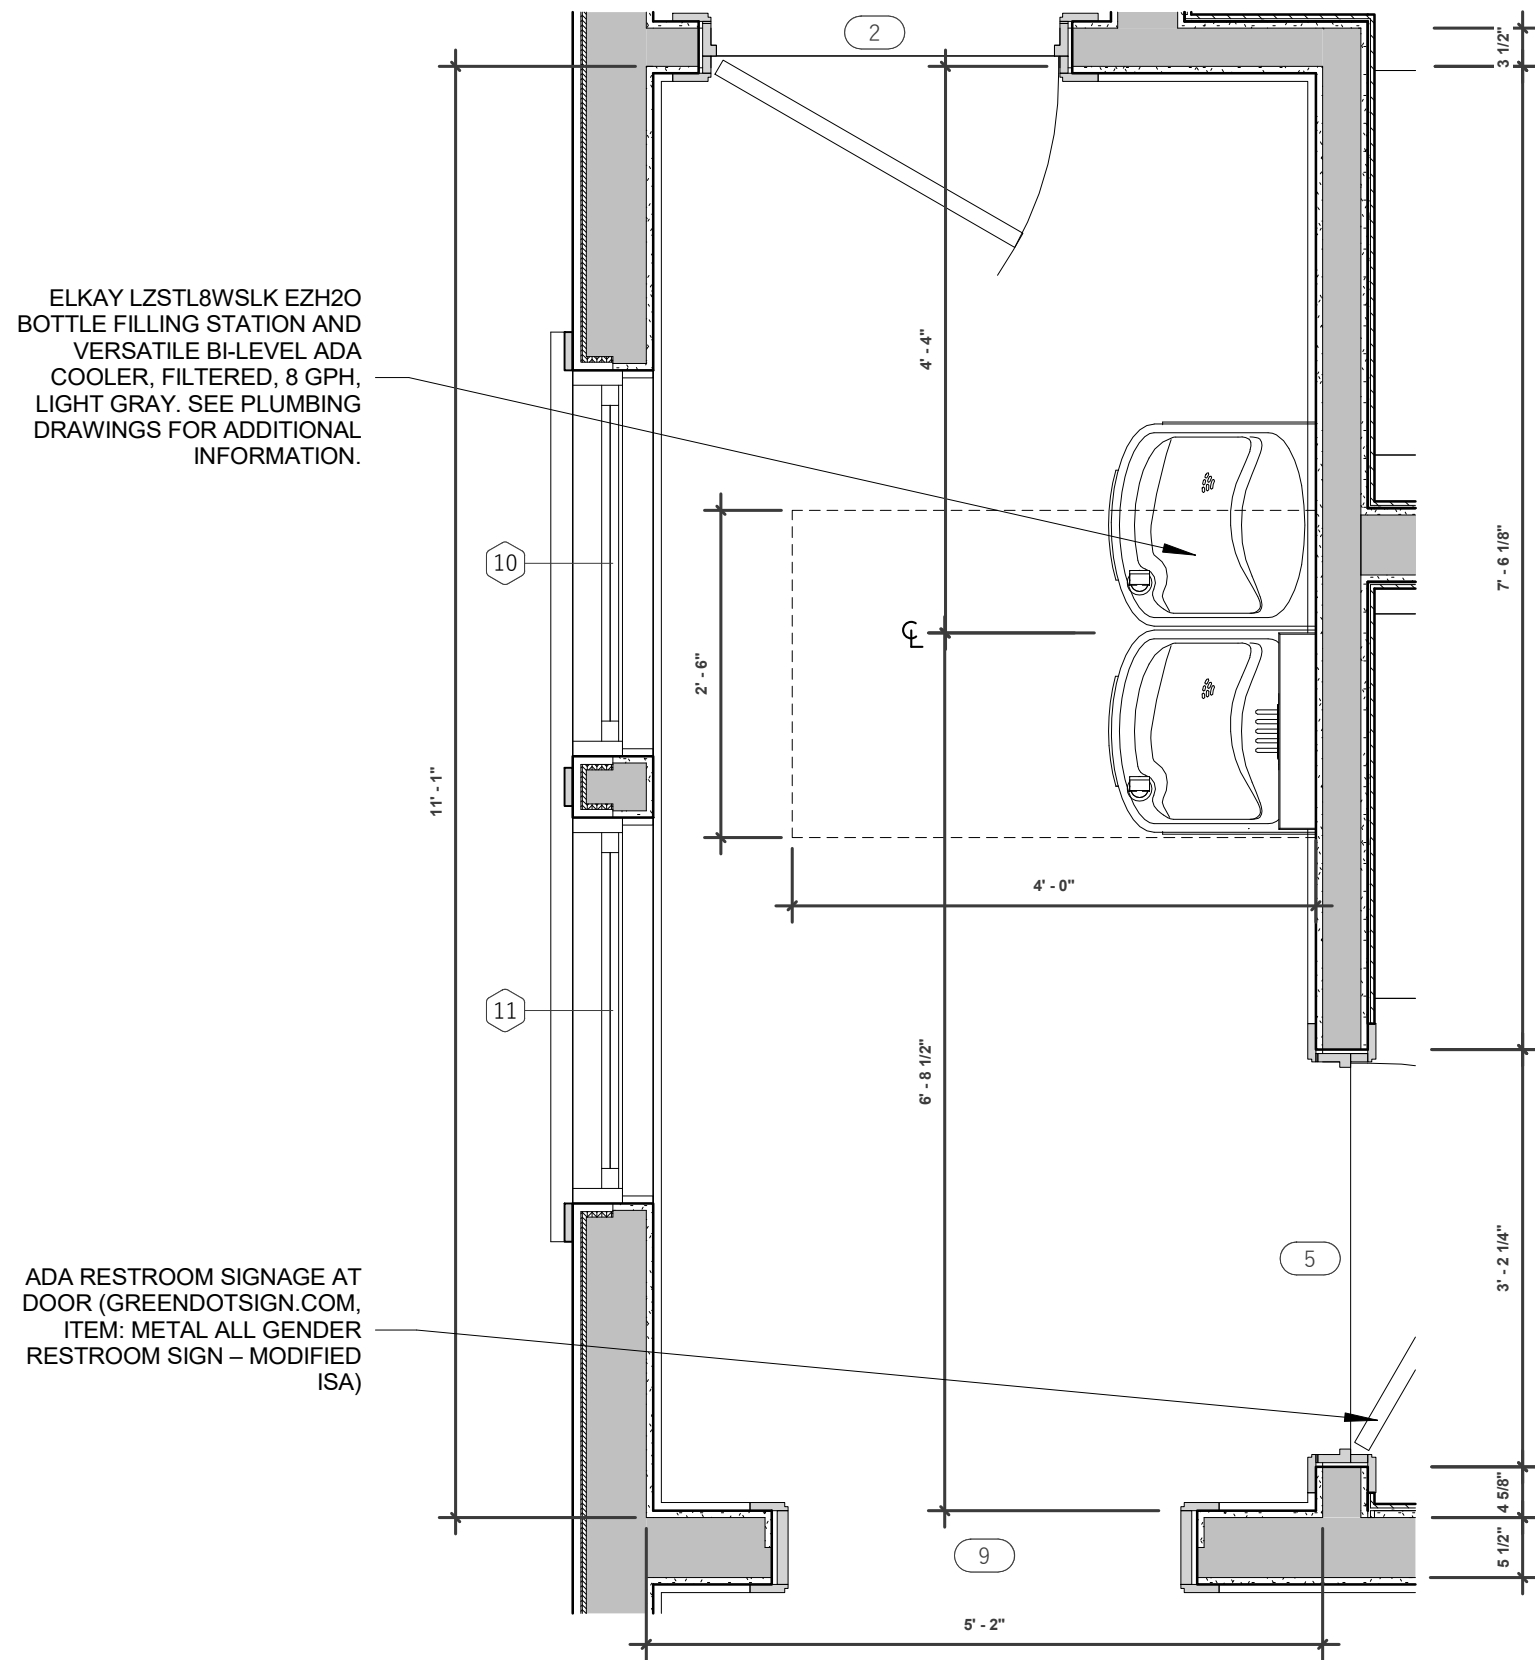 2
3 1/2"
ELKAY LZSTL8WSLK EZH2O
BOTTLE FILLING STATION AND
VERSATILE BI-LEVEL ADA
COOLER, FILTERED, 8 GPH,
LIGHT GRAY. SEE PLUMBING
DRAWINGS FOR ADDITIONAL
INFORMATION.
4' - 4"
10
7' - 6 1/8"
℄
2' - 6"
11' - 1"
4' - 0"
11
6' - 8 1/2"
5
3' - 2 1/4"
ADA RESTROOM SIGNAGE AT
DOOR (GREENDOTSIGN.COM,
ITEM: METAL ALL GENDER
RESTROOM SIGN – MODIFIED
ISA)
4 5/8"
9
5 1/2"
5' - 2"